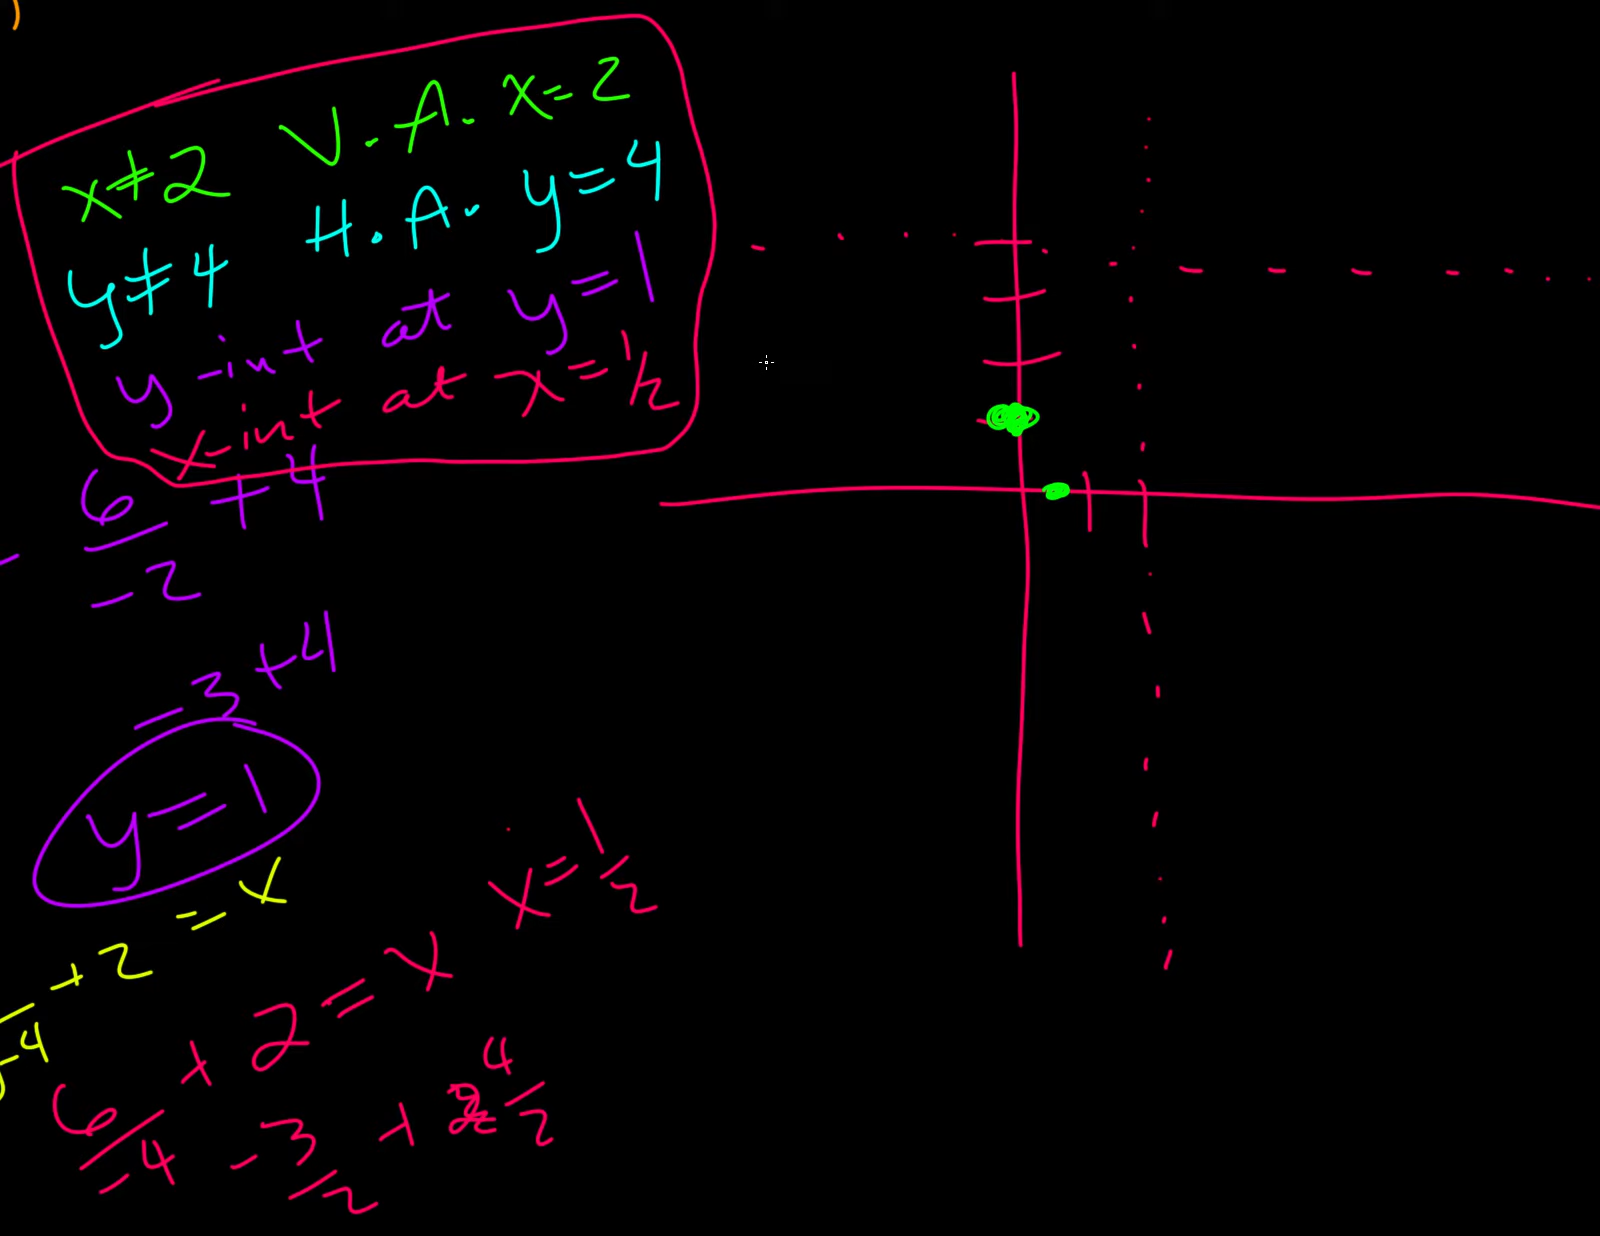 )
x≠2 V.A. x=2
y≠4 H.A. y=4
y-int at y=1
x-int at x=1/2
6/-2 +4
-3+4
y=1
+2 = x
-4
x=1/2
6/-4 +2 = x
-3/2 + 4/2